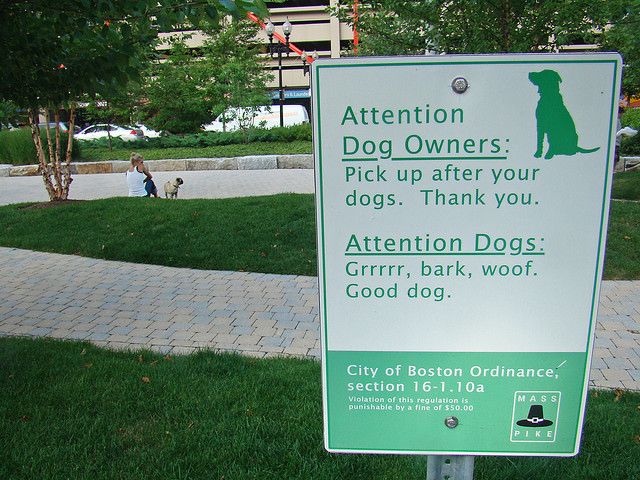 Attention
Dog Owners:
Pick up after your
dogs. Thank you.
Attention Dogs:
Grrrrr, bark, woof.
Good dog.
City of Boston Ordinance,
section 16-1.10a
Violation of this regulation is
punishable by a fine of $50.00
MASS
PIKE